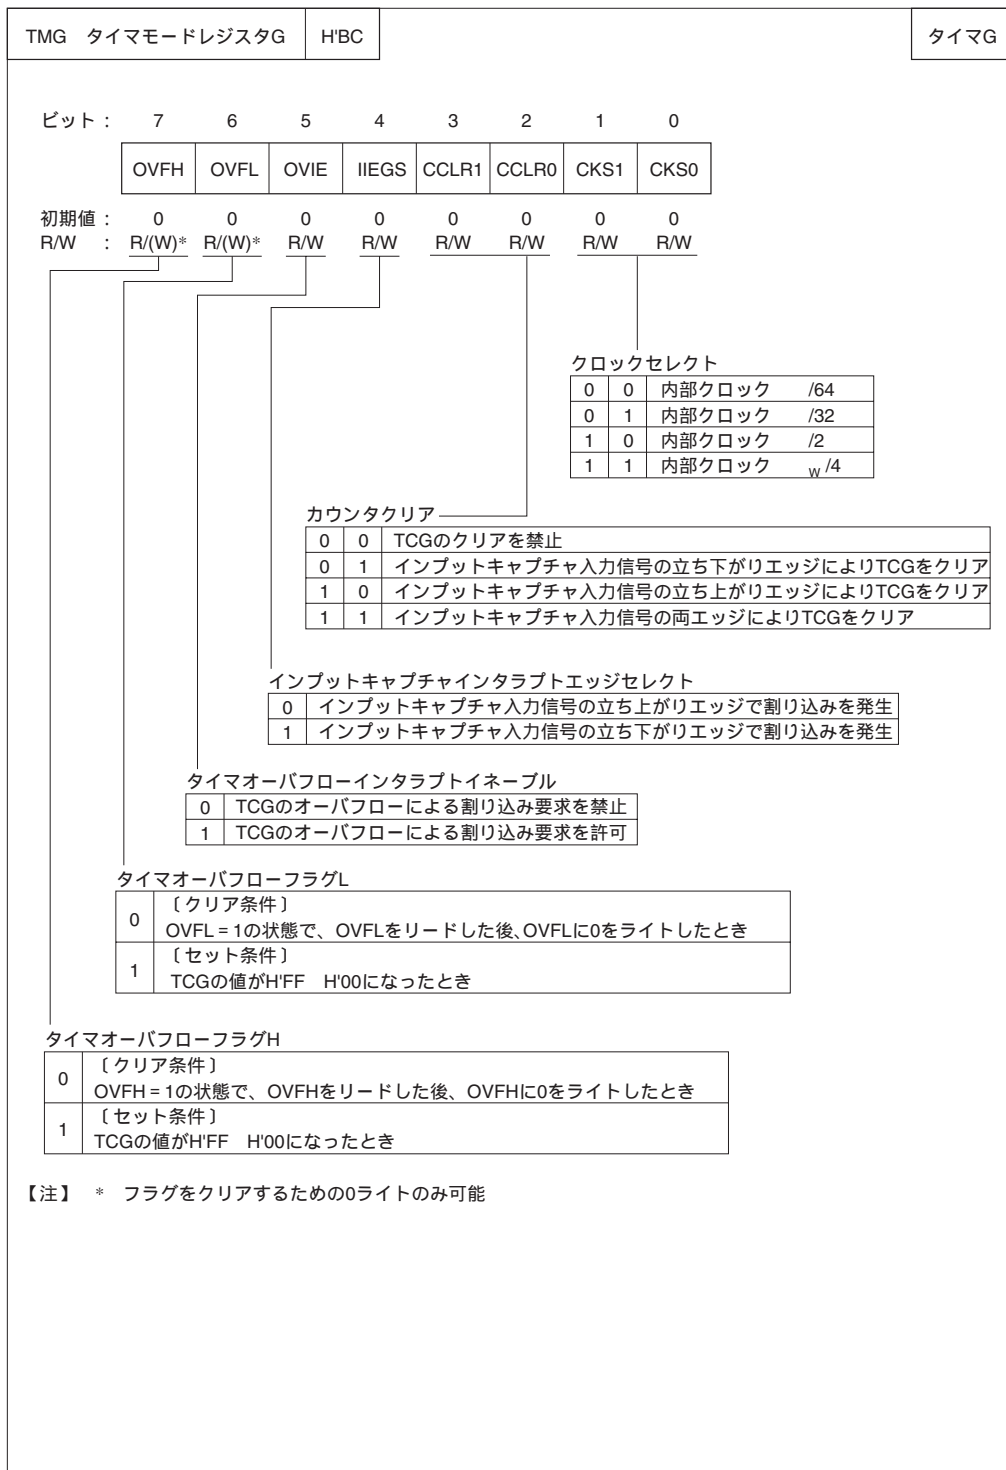 TMG タイマモードレジスタG H'BC タイマG
ビット： 7 6 5 4 3 2 1 0
OVFH OVFL OVIE IIEGS CCLR1 CCLR0 CKS1 CKS0
初期値： 0 0 0 0 0 0 0 0
R/W ： R/(W)* R/(W)* R/W R/W R/W R/W R/W R/W
クロックセレクト
0 0 内部クロック /64
0 1 内部クロック /32
1 0 内部クロック /2
1 1 内部クロック w /4
カウンタクリア
0 0 TCGのクリアを禁止
0 1 インプットキャプチャ入力信号の立ち下がりエッジによりTCGをクリア
1 0 インプットキャプチャ入力信号の立ち上がりエッジによりTCGをクリア
1 1 インプットキャプチャ入力信号の両エッジによりTCGをクリア
インプットキャプチャインタラプトエッジセレクト
0 インプットキャプチャ入力信号の立ち上がりエッジで割り込みを発生
1 インプットキャプチャ入力信号の立ち下がりエッジで割り込みを発生
タイマオーバフローインタラプトイネーブル
0 TCGのオーバフローによる割り込み要求を禁止
1 TCGのオーバフローによる割り込み要求を許可
タイマオーバフローフラグL
0 〔クリア条件〕
OVFL = 1の状態で、OVFLをリードした後、OVFLに0をライトしたとき
1 〔セット条件〕
TCGの値がH'FF H'00になったとき
タイマオーバフローフラグH
0 〔クリア条件〕
OVFH = 1の状態で、OVFHをリードした後、OVFHに0をライトしたとき
1 〔セット条件〕
TCGの値がH'FF H'00になったとき
【注】 * フラグをクリアするための0ライトのみ可能